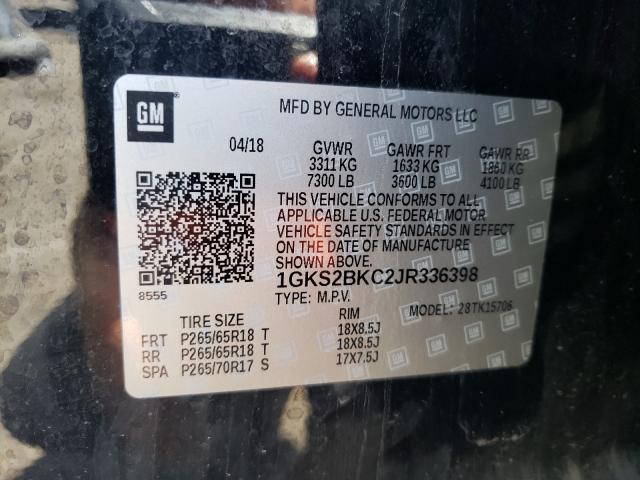 GM
MFD BY GENERAL MOTORS LLC
04/18 GVWR GAWR FRT GAWR RR
3311 KG 1633 KG 1860 KG
7300 LB 3600 LB 4100 LB
THIS VEHICLE CONFORMS TO ALL
APPLICABLE U.S. FEDERAL MOTOR
VEHICLE SAFETY STANDARDS IN EFFECT
ON THE DATE OF MANUFACTURE
SHOWN ABOVE.
8555
1GKS2BKC2JR336398
TYPE: M.P.V. MODEL: 28TK15706
TIRE SIZE RIM
FRT P265/65R18 T 18X8.5J
RR P265/65R18 T 18X8.5J
SPA P265/70R17 S 17X7.5J